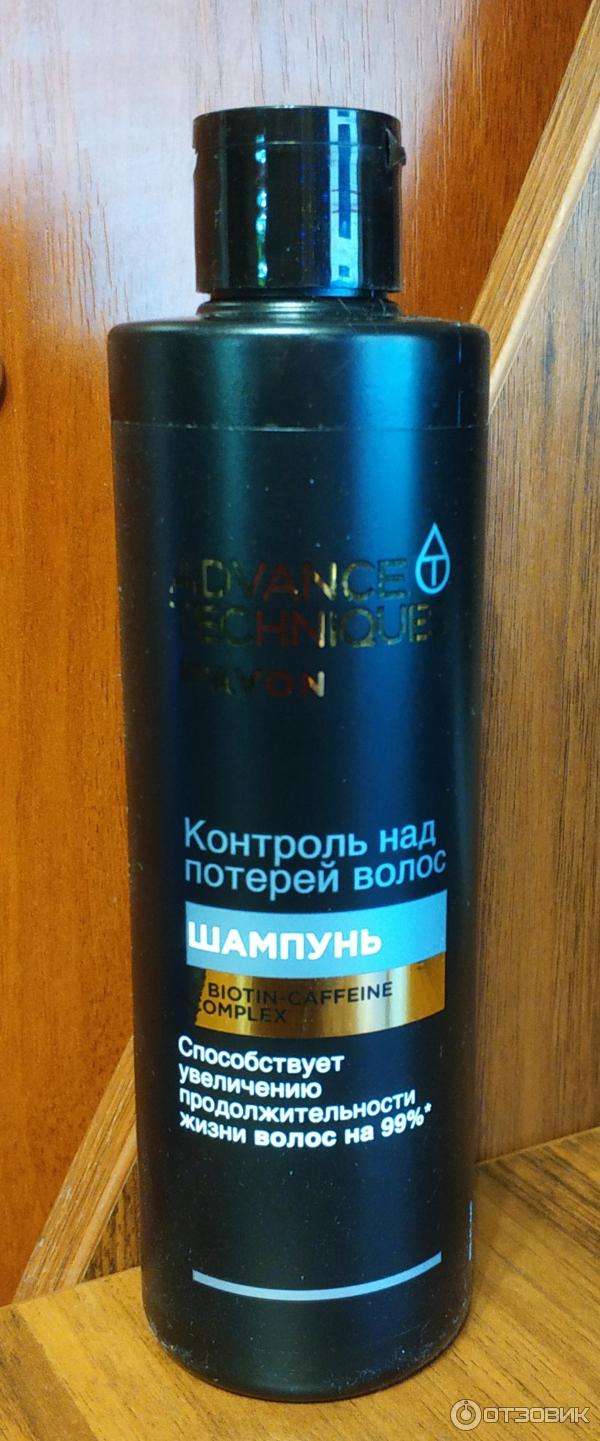 ADVANCE
TECHNIQUES
AVON
Контроль над
потерей волос
ШАМПУНЬ
BIOTIN-CAFFEINE
COMPLEX
Способствует
увеличению
продолжительности
жизни волос на 99%*
ОТЗОВИК